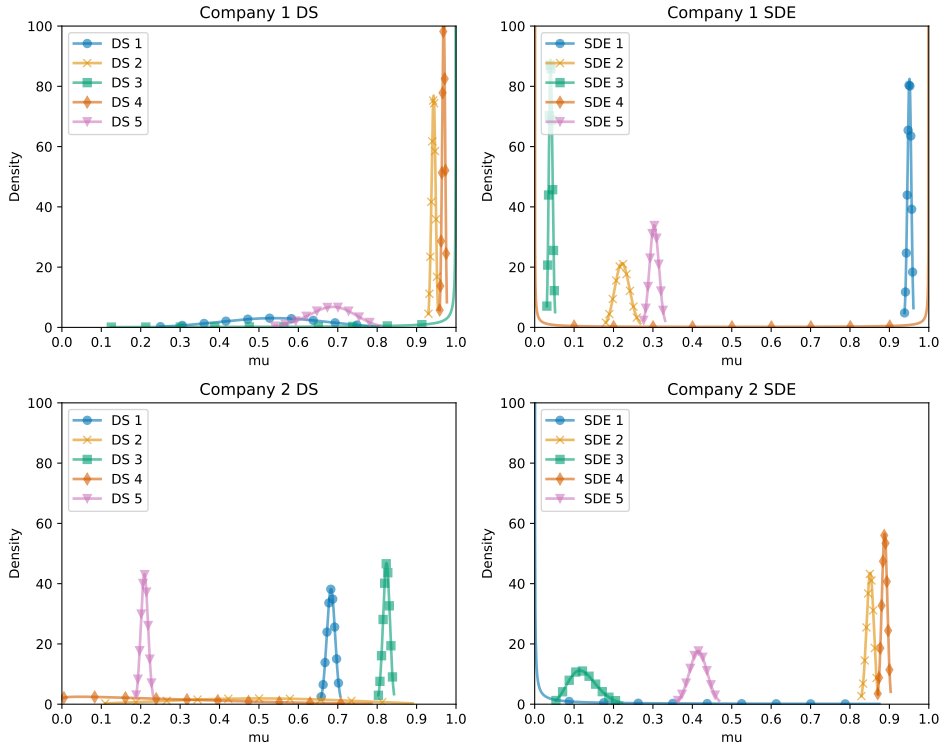 Company 1 DS
100
80
60
40
20
0
Density
DS 1
DS 2
DS 3
DS 4
DS 5
0.0 0.1 0.2 0.3 0.4 0.5 0.6 0.7 0.8 0.9 1.0
mu
Company 1 SDE
100
80
60
40
20
0
Density
SDE 1
SDE 2
SDE 3
SDE 4
SDE 5
0.0 0.1 0.2 0.3 0.4 0.5 0.6 0.7 0.8 0.9 1.0
mu
Company 2 DS
100
80
60
40
20
0
Density
DS 1
DS 2
DS 3
DS 4
DS 5
0.0 0.1 0.2 0.3 0.4 0.5 0.6 0.7 0.8 0.9 1.0
mu
Company 2 SDE
100
80
60
40
20
0
Density
SDE 1
SDE 2
SDE 3
SDE 4
SDE 5
0.0 0.1 0.2 0.3 0.4 0.5 0.6 0.7 0.8 0.9 1.0
mu